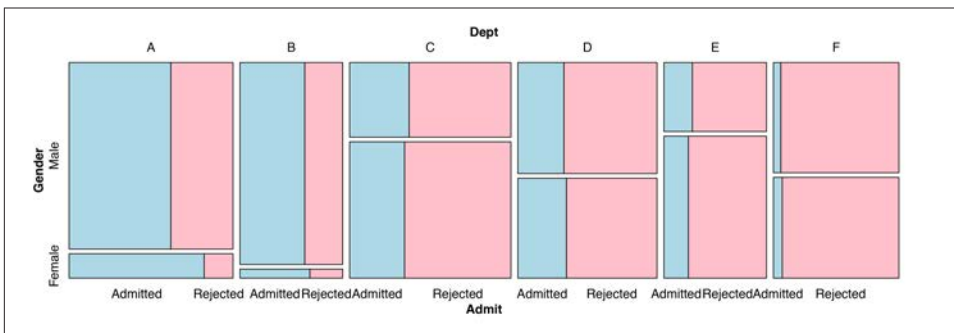 Dept
A B C D E F
Gender
Male
Female
Admitted Rejected Admitted Rejected Admitted Rejected Admitted Rejected Admitted Rejected Admitted Rejected
Admit